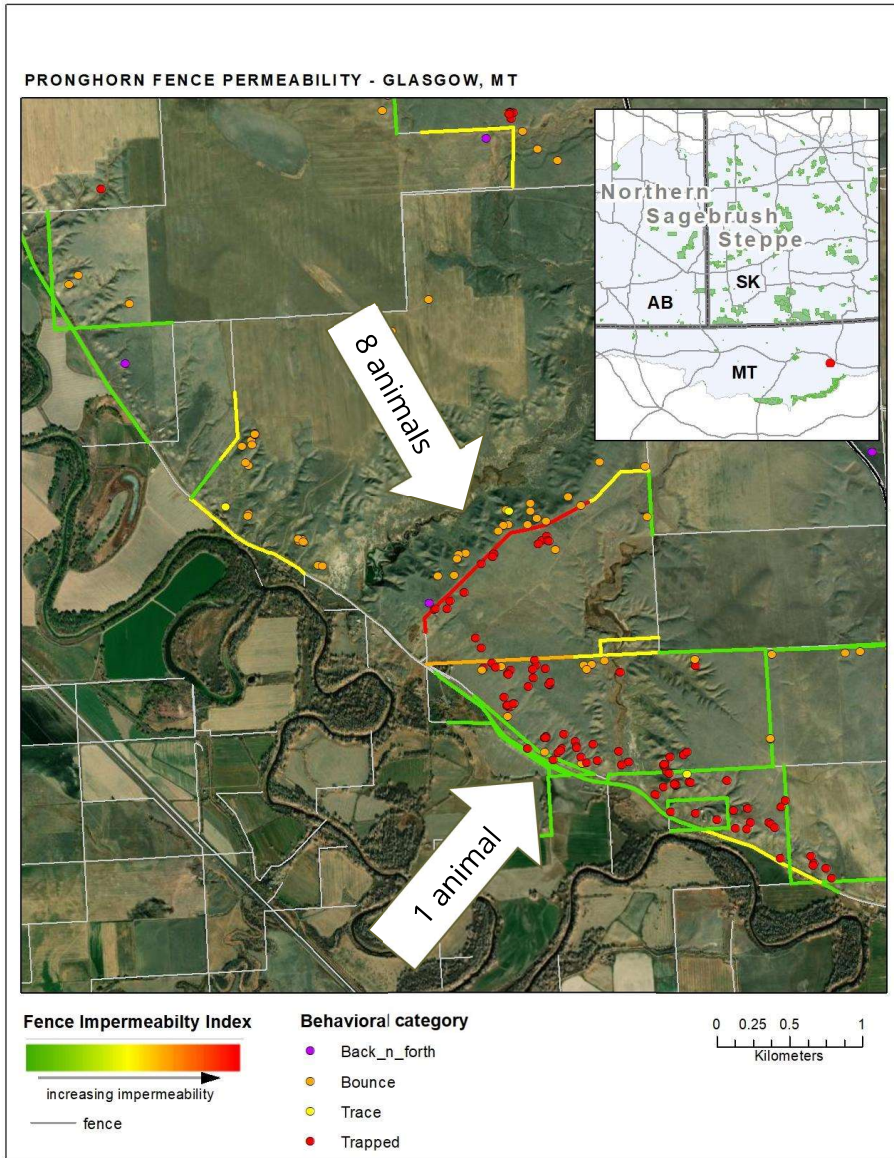 PRONGHORN FENCE PERMEABILITY - GLASGOW, MT
Northern
Sagebrush
Steppe
AB
SK
MT
8 animals
1 animal
Fence Impermeabilty Index
increasing impermeability
fence
Behavioral category
Back_n_forth
Bounce
Trace
Trapped
0 0.25 0.5 1
Kilometers